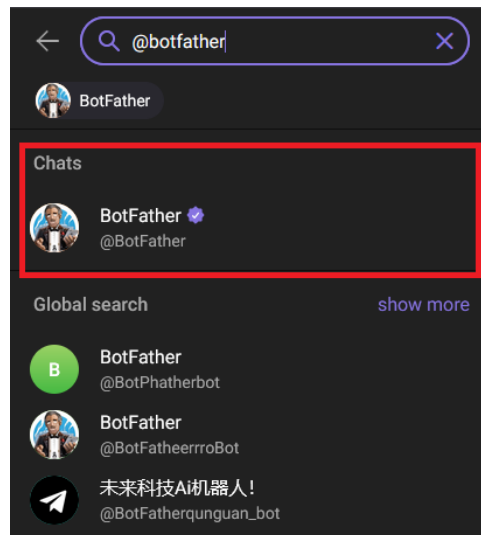 @botfather
BotFather
Chats
BotFather
@BotFather
Global search show more
B
BotFather
@BotPhatherbot
BotFather
@BotFatheerrroBot
未来科技Ai机器人！
@BotFatherqunguan_bot